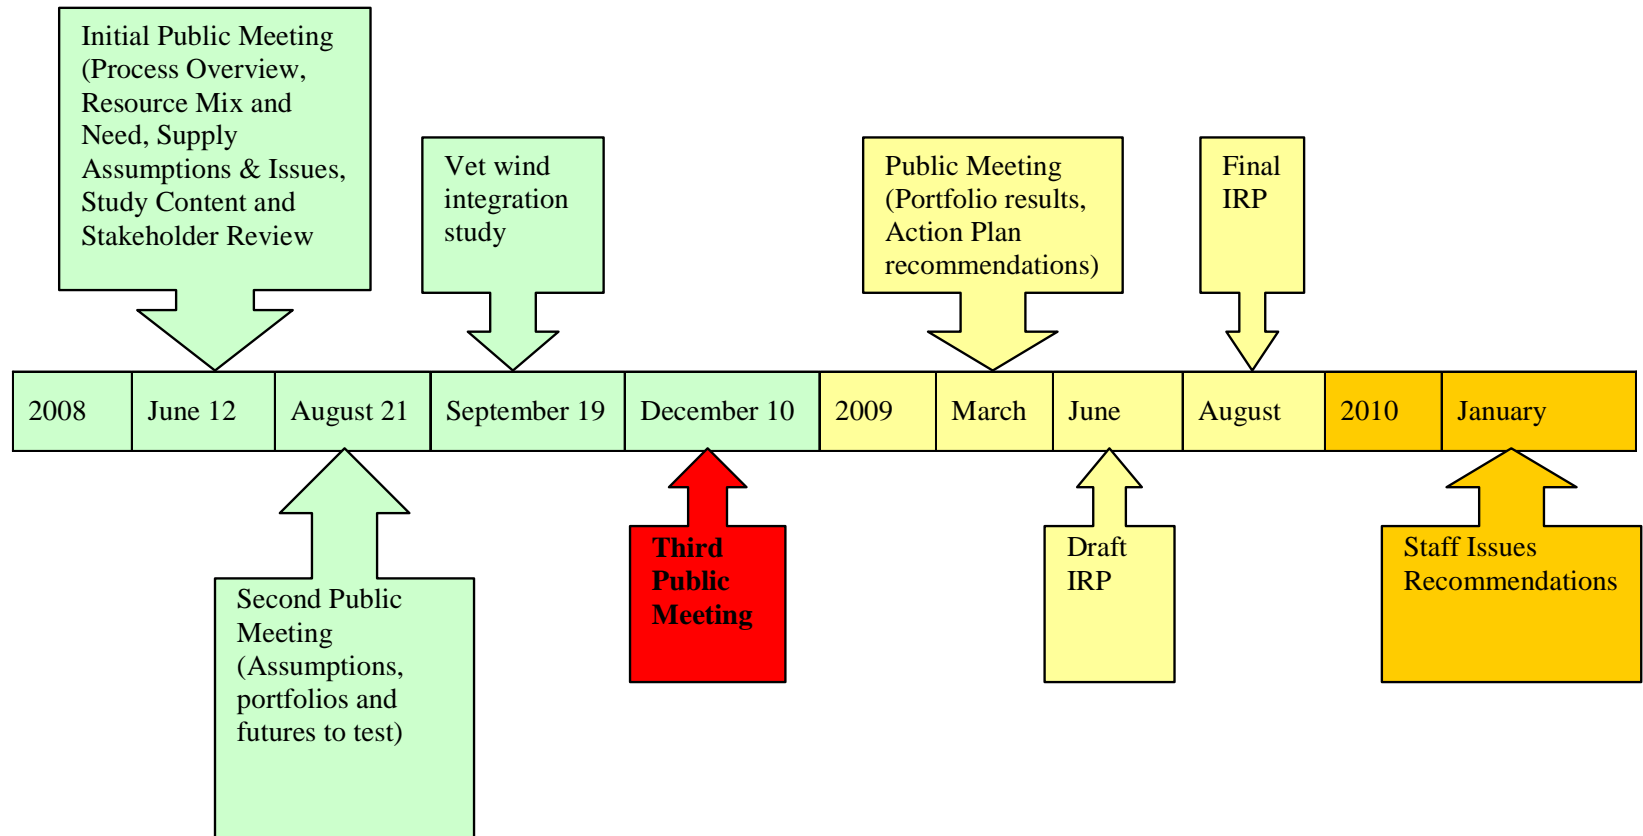 Initial Public Meeting
(Process Overview,
Resource Mix and
Need, Supply
Assumptions & Issues,
Study Content and
Stakeholder Review
Vet wind
integration
study
Public Meeting
(Portfolio results,
Action Plan
recommendations)
Final
IRP
2008
June 12
August 21
September 19
December 10
2009
March
June
August
2010
January
Second Public
Meeting
(Assumptions,
portfolios and
futures to test)
Third
Public
Meeting
Draft
IRP
Staff Issues
Recommendations